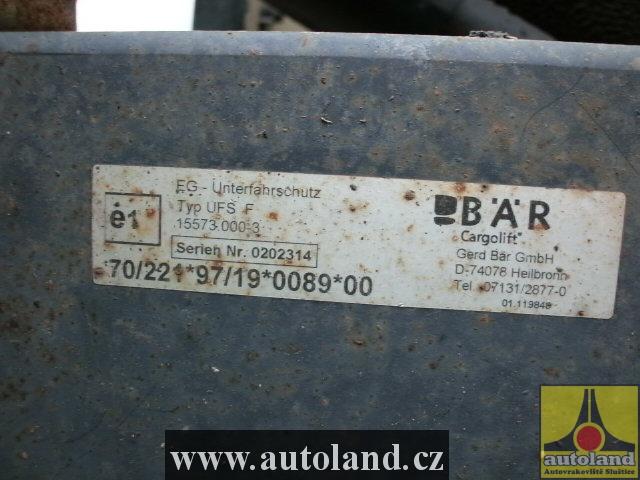 EG - Unterfahrschutz
Typ UFS F
e1
15573.000-3
Serien Nr. 0202314
70/221*97/19*0089*00
BÄR
Cargolift
Gerd Bär GmbH
D-74078 Heilbronn
Tel. 07131/2877-0
01.119848
www.autoland.cz
autoland
Autovrakoviště Sluštice